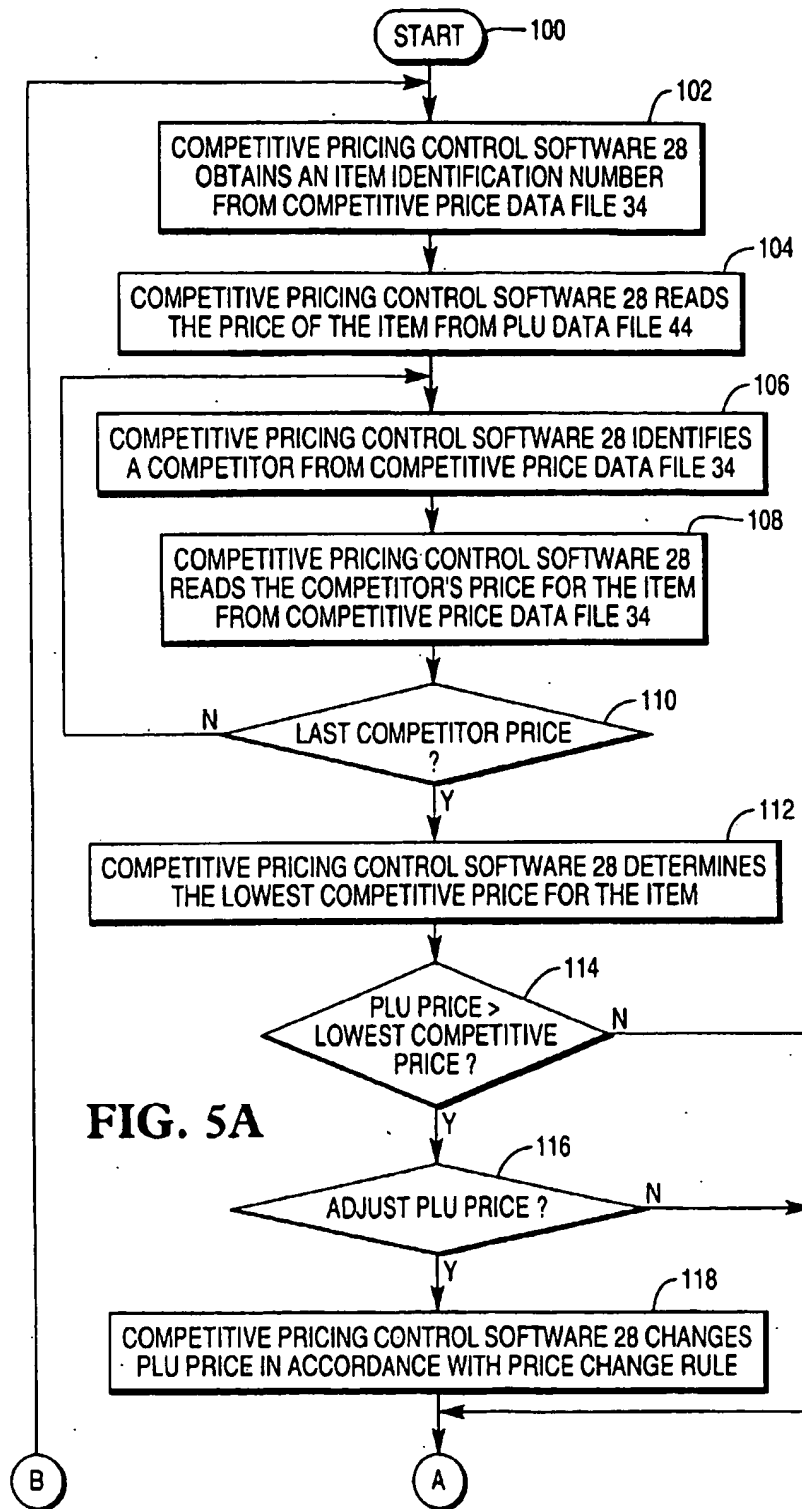 START
100
102
COMPETITIVE PRICING CONTROL SOFTWARE 28
OBTAINS AN ITEM IDENTIFICATION NUMBER
FROM COMPETITIVE PRICE DATA FILE 34
104
COMPETITIVE PRICING CONTROL SOFTWARE 28 READS
THE PRICE OF THE ITEM FROM PLU DATA FILE 44
106
COMPETITIVE PRICING CONTROL SOFTWARE 28 IDENTIFIES
A COMPETITOR FROM COMPETITIVE PRICE DATA FILE 34
108
COMPETITIVE PRICING CONTROL SOFTWARE 28
READS THE COMPETITOR'S PRICE FOR THE ITEM
FROM COMPETITIVE PRICE DATA FILE 34
110
N
LAST COMPETITOR PRICE
?
Y
112
COMPETITIVE PRICING CONTROL SOFTWARE 28 DETERMINES
THE LOWEST COMPETITIVE PRICE FOR THE ITEM
114
PLU PRICE >
LOWEST COMPETITIVE
PRICE ?
N
FIG. 5A
Y
116
ADJUST PLU PRICE ?
N
Y
118
COMPETITIVE PRICING CONTROL SOFTWARE 28 CHANGES
PLU PRICE IN ACCORDANCE WITH PRICE CHANGE RULE
B
A